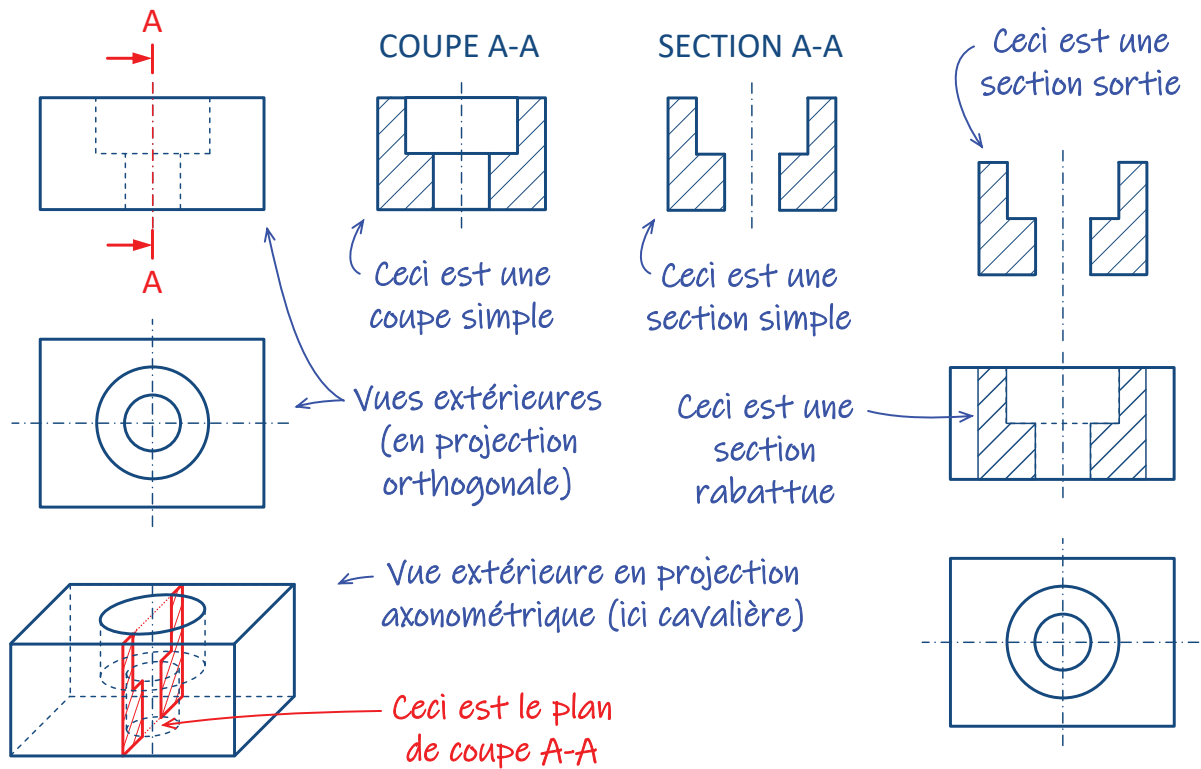 A
COUPE A-A
SECTION A-A
Ceci est une
section sortie
A
Ceci est une
coupe simple
Ceci est une
section simple
Vues extérieures
(en projection
orthogonale)
Ceci est une
section
rabattue
Vue extérieure en projection
axonométrique (ici cavalière)
Ceci est le plan
de coupe A-A